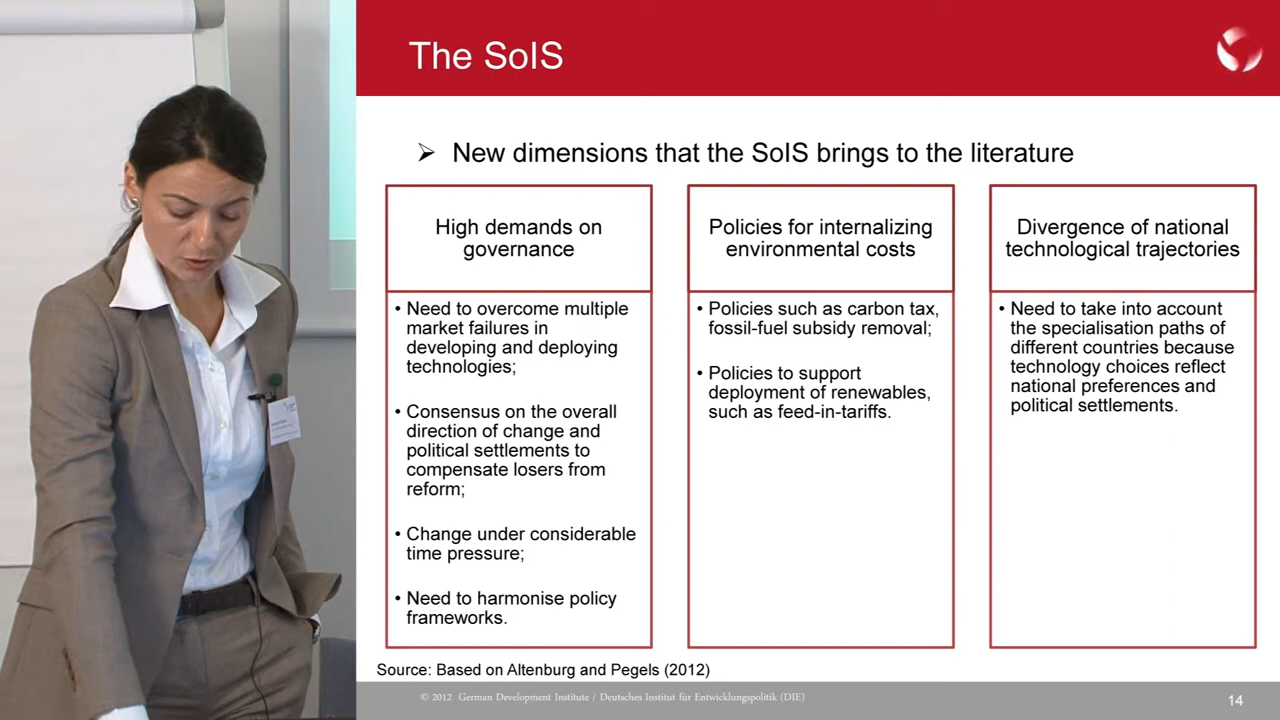 The SoIS
➢ New dimensions that the SoIS brings to the literature
High demands on
governance
• Need to overcome multiple
market failures in
developing and deploying
technologies;
• Consensus on the overall
direction of change and
political settlements to
compensate losers from
reform;
• Change under considerable
time pressure;
• Need to harmonise policy
frameworks.
Policies for internalizing
environmental costs
• Policies such as carbon tax,
fossil-fuel subsidy removal;
• Policies to support
deployment of renewables,
such as feed-in-tariffs.
Divergence of national
technological trajectories
• Need to take into account
the specialisation paths of
different countries because
technology choices reflect
national preferences and
political settlements.
Source: Based on Altenburg and Pegels (2012)
© 2012 German Development Institute / Deutsches Institut für Entwicklungspolitik (DIE)
14